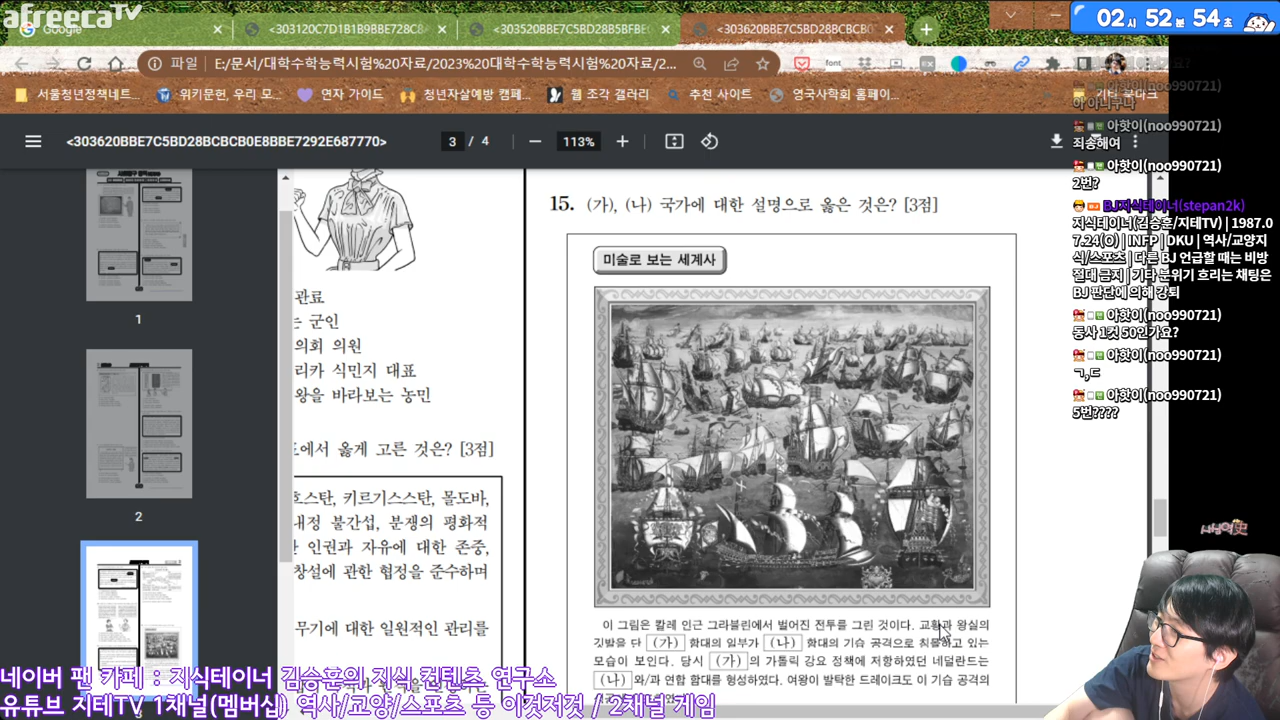 afreecaTV
Google
<303120C7D1B1B9BBE728C
<303520BBE7C5BD28B5BFBE
<303620BBE7C5BD28BCBCB0
02시 52분 54초
파일
E:/문서/대학수학능력시험%20자료/2023%20대학수학능력시험%20자료/2...
서울청년정책네트...
위키문헌, 우리 모...
연자 가이드
청년자살예방 캠페...
웹 조각 갤러리
추천 사이트
영국사학회 홈페이...
기타 북마크
<303620BBE7C5BD28BCBCB0E8BBE7292E687770>
3 / 4
113%
1
2
관료
는 군인
의회 의원
리카 식민지 대표
왕을 바라보는 농민
에서 옳게 고른 것은? [3점]
스탄, 키르기스스탄, 몰도바,
내정 불간섭, 분쟁의 평화적
인권과 자유에 대한 존중,
창설에 관한 협정을 준수하며
무기에 대한 일원적인 관리를
15. (가), (나) 국가에 대한 설명으로 옳은 것은? [3점]
미술로 보는 세계사
이 그림은 칼레 인근 그라블린에서 벌어진 전투를 그린 것이다. 교황과 왕실의
깃발을 단 (가) 함대의 일부가 (나) 함대의 기습 공격으로 침몰하고 있는
모습이 보인다. 당시 (가)의 가톨릭 강요 정책에 저항하였던 네덜란드는
(나)와/과 연합 함대를 형성하였다. 여왕이 발탁한 드레이크도 이 기습 공격의
아 아니구나
아핫이(noo990721)
죄송해여
아핫이(noo990721)
2번?
BJ지식테이너(stepan2k)
지식테이너(김승훈/지테TV) | 1987.0
7.24(O) | INFP | DKU | 역사/교양지
식/스포츠 | 다른 BJ 언급할 때는 비방
절대 금지 | 기타 분위기 흐리는 채팅은
BJ 판단에 의해 강퇴
아핫이(noo990721)
동사 1컷 50인가요?
아핫이(noo990721)
ㄱ,ㄷ
아핫이(noo990721)
5번????
네이버 팬 카페 : 지식테이너 김승훈의 지식 컨텐츠 연구소
유튜브 지테TV 1채널(멤버십) 역사/교양/스포츠 등 이것저것 / 2채널 게임